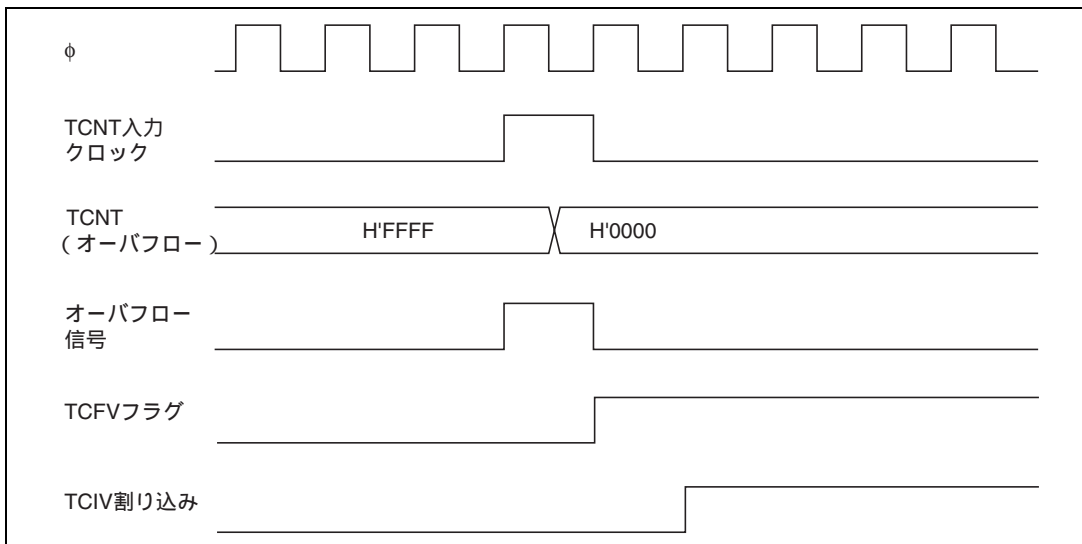 φ
TCNT入力
クロック
TCNT
(オーバフロー)
H'FFFF
H'0000
オーバフロー
信号
TCFVフラグ
TCIV割り込み